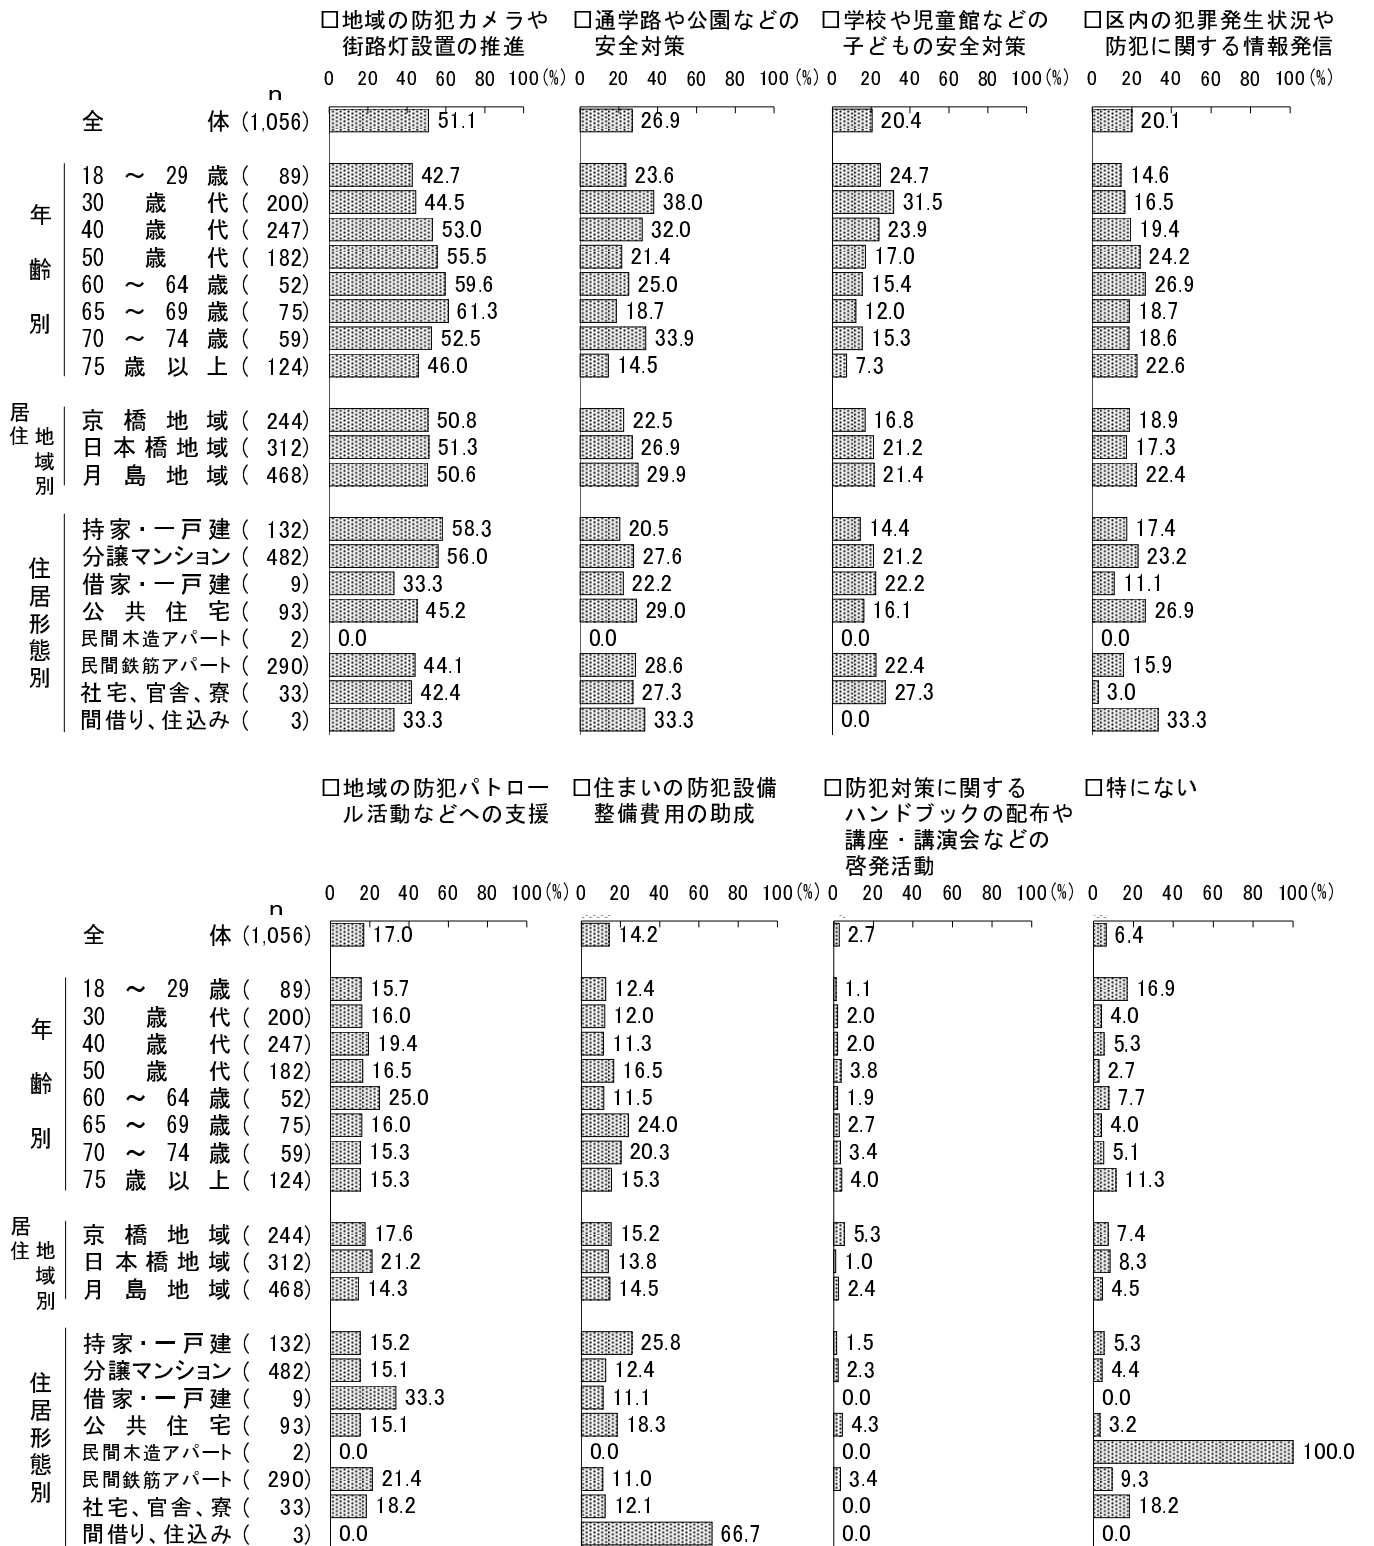 □地域の防犯カメラや 街路灯設置の推進
□通学路や公園などの 安全対策
□学校や児童館などの 子どもの安全対策
□区内の犯罪発生状況や 防犯に関する情報発信
0 20 40 60 80 100(%) 0 20 40 60 80 100(%) 0 20 40 60 80 100(%) 0 20 40 60 80 100(%)
n
全体(1,056) 51.1 26.9 20.4 20.1
年齢別
18～29歳( 89) 42.7 23.6 24.7 14.6
30歳代( 200) 44.5 38.0 31.5 16.5
40歳代( 247) 53.0 32.0 23.9 19.4
50歳代( 182) 55.5 21.4 17.0 24.2
60～64歳( 52) 59.6 25.0 15.4 26.9
65～69歳( 75) 61.3 18.7 12.0 18.7
70～74歳( 59) 52.5 33.9 15.3 18.6
75歳以上( 124) 46.0 14.5 7.3 22.6
居住地域別
京橋地域( 244) 50.8 22.5 16.8 18.9
日本橋地域( 312) 51.3 26.9 21.2 17.3
月島地域( 468) 50.6 29.9 21.4 22.4
住居形態別
持家・一戸建( 132) 58.3 20.5 14.4 17.4
分譲マンション( 482) 56.0 27.6 21.2 23.2
借家・一戸建( 9) 33.3 22.2 22.2 11.1
公共住宅( 93) 45.2 29.0 16.1 26.9
民間木造アパート( 2) 0.0 0.0 0.0 0.0
民間鉄筋アパート( 290) 44.1 28.6 22.4 15.9
社宅、官舎、寮( 33) 42.4 27.3 27.3 3.0
間借り、住込み( 3) 33.3 33.3 0.0 33.3
□地域の防犯パトロー ル活動などへの支援
□住まいの防犯設備 整備費用の助成
□防犯対策に関する ハンドブックの配布や 講座・講演会などの 啓発活動
□特にない
0 20 40 60 80 100(%) 0 20 40 60 80 100(%) 0 20 40 60 80 100(%) 0 20 40 60 80 100(%)
n
全体(1,056) 17.0 14.2 2.7 6.4
年齢別
18～29歳( 89) 15.7 12.4 1.1 16.9
30歳代( 200) 16.0 12.0 2.0 4.0
40歳代( 247) 19.4 11.3 2.0 5.3
50歳代( 182) 16.5 16.5 3.8 2.7
60～64歳( 52) 25.0 11.5 1.9 7.7
65～69歳( 75) 16.0 24.0 2.7 4.0
70～74歳( 59) 15.3 20.3 3.4 5.1
75歳以上( 124) 15.3 15.3 4.0 11.3
居住地域別
京橋地域( 244) 17.6 15.2 5.3 7.4
日本橋地域( 312) 21.2 13.8 1.0 8.3
月島地域( 468) 14.3 14.5 2.4 4.5
住居形態別
持家・一戸建( 132) 15.2 25.8 1.5 5.3
分譲マンション( 482) 15.1 12.4 2.3 4.4
借家・一戸建( 9) 33.3 11.1 0.0 0.0
公共住宅( 93) 15.1 18.3 4.3 3.2
民間木造アパート( 2) 0.0 0.0 0.0 100.0
民間鉄筋アパート( 290) 21.4 11.0 3.4 9.3
社宅、官舎、寮( 33) 18.2 12.1 0.0 18.2
間借り、住込み( 3) 0.0 66.7 0.0 0.0